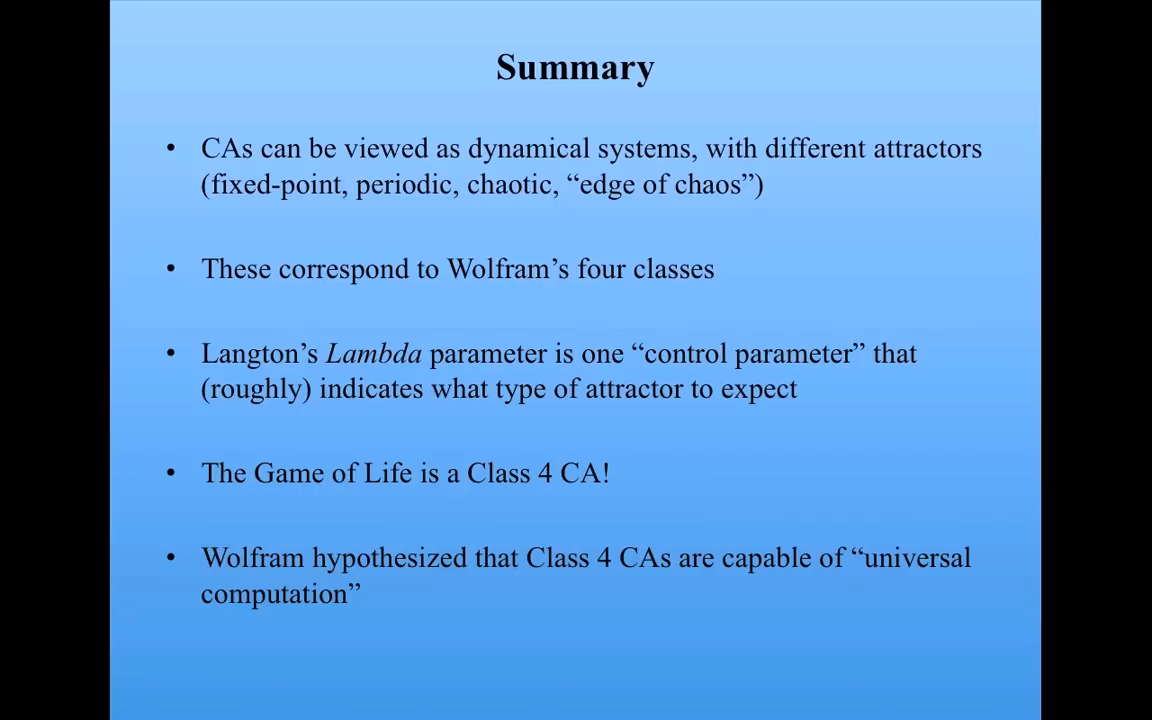 Summary
• CAs can be viewed as dynamical systems, with different attractors
(fixed-point, periodic, chaotic, “edge of chaos”)
• These correspond to Wolfram’s four classes
• Langton’s Lambda parameter is one “control parameter” that
(roughly) indicates what type of attractor to expect
• The Game of Life is a Class 4 CA!
• Wolfram hypothesized that Class 4 CAs are capable of “universal
computation”